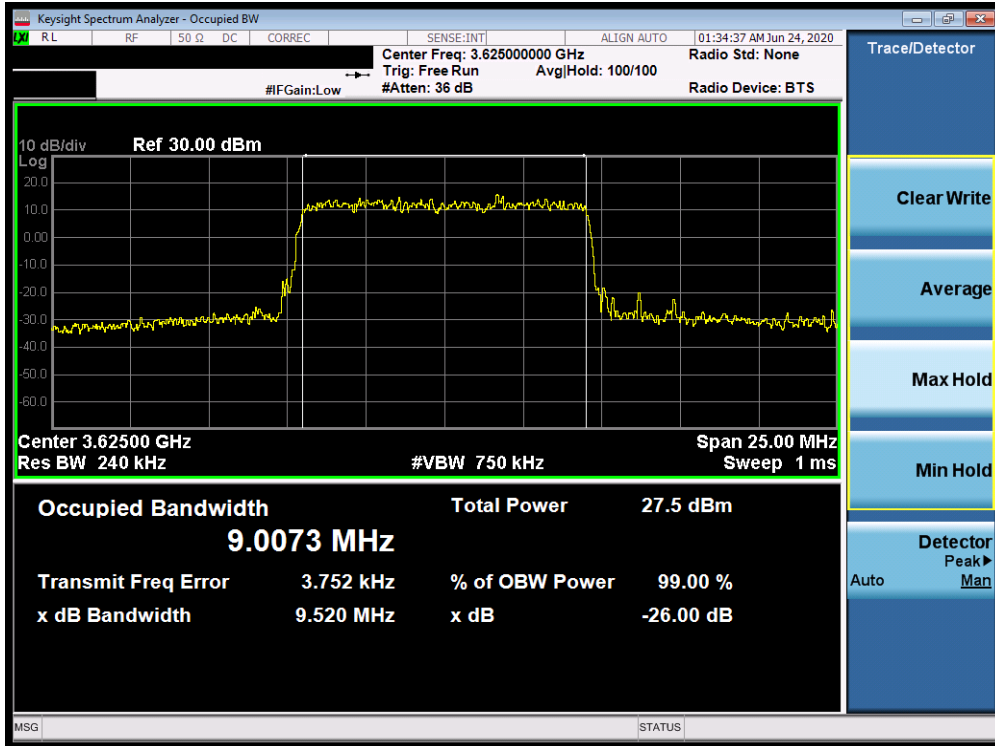 Keysight Spectrum Analyzer - Occupied BW
LXI RL RF 50 Ω DC CORREC SENSE:INT ALIGN AUTO 01:34:37 AM Jun 24, 2020
Center Freq: 3.625000000 GHz Radio Std: None
Trig: Free Run Avg|Hold: 100/100
#IFGain:Low #Atten: 36 dB Radio Device: BTS
10 dB/div Ref 30.00 dBm
Log
20.0
10.0
0.00
-10.0
-20.0
-30.0
-40.0
-50.0
-60.0
Center 3.62500 GHz Span 25.00 MHz
Res BW 240 kHz #VBW 750 kHz Sweep 1 ms
Occupied Bandwidth Total Power 27.5 dBm
9.0073 MHz
Transmit Freq Error 3.752 kHz % of OBW Power 99.00 %
x dB Bandwidth 9.520 MHz x dB -26.00 dB
MSG STATUS
Trace/Detector
Clear Write
Average
Max Hold
Min Hold
Detector
Peak▶
Auto Man